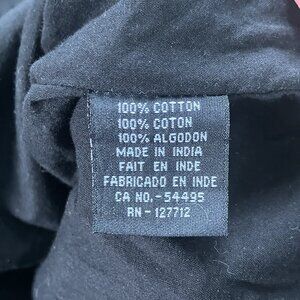 100% COTTON
100% COTON
100% ALGODON
MADE IN INDIA
FAIT EN INDE
FABRICADO EN INDE
CA NO.-54495
RN-127712